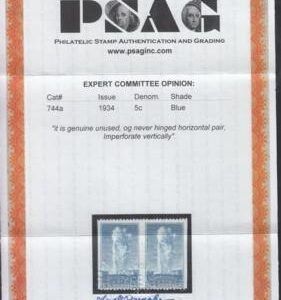 PSAG
PHILATELIC STAMP AUTHENTICATION AND GRADING
www.psaginc.com
EXPERT COMMITTEE OPINION:
Cat# Issue Denom. Shade
744a 1934 5c Blue
"it is genuine unused, og never hinged horizontal pair,
Imperforate vertically"